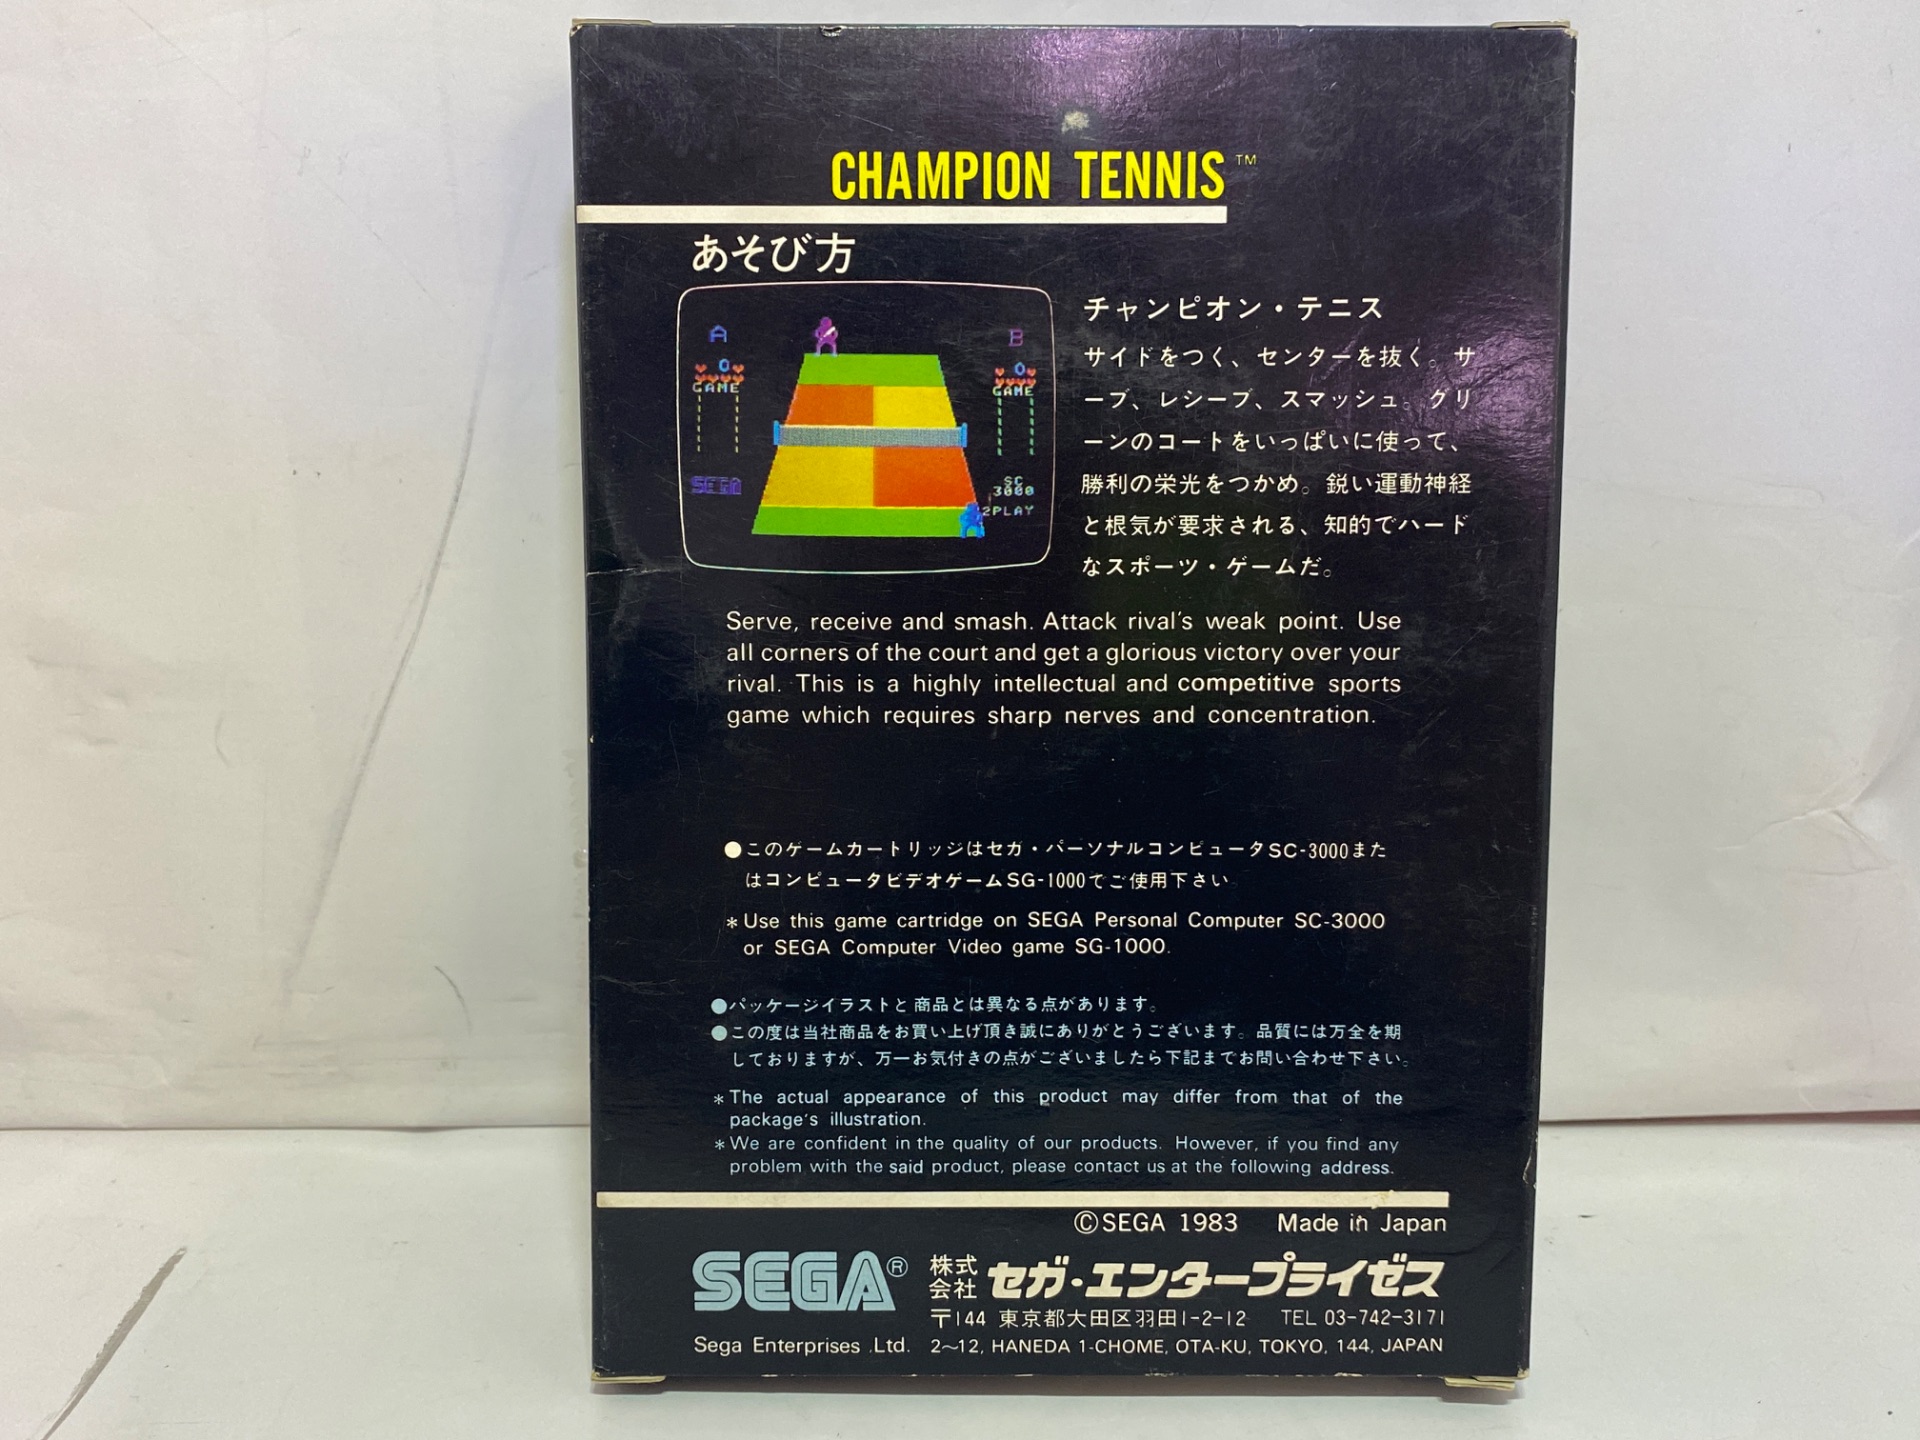 CHAMPION TENNIS™
あそび方
A
B
0
0
GAME
GAME
SEGA
SC
3000
2PLAY
チャンピオン・テニス
サイドをつく、センターを抜く。サ
ーブ、レシーブ、スマッシュ。グリ
ーンのコートをいっぱいに使って、
勝利の栄光をつかめ。鋭い運動神経
と根気が要求される、知的でハード
なスポーツ・ゲームだ。
Serve, receive and smash. Attack rival's weak point. Use
all corners of the court and get a glorious victory over your
rival. This is a highly intellectual and competitive sports
game which requires sharp nerves and concentration.
●このゲームカートリッジはセガ・パーソナルコンピュータSC-3000また
はコンピュータビデオゲームSG-1000でご使用下さい
*Use this game cartridge on SEGA Personal Computer SC-3000
or SEGA Computer Video game SG-1000.
●パッケージイラストと商品とは異なる点があります。
●この度は当社商品をお買い上げ頂き誠にありがとうございます。品質には万全を期
しておりますが、万一お気付きの点がございましたら下記までお問い合わせ下さい。
*The actual appearance of this product may differ from that of the
package's illustration.
*We are confident in the quality of our products. However, if you find any
problem with the said product, please contact us at the following address.
©SEGA 1983 Made in Japan
SEGA® 株式会社 セガ・エンタープライゼス
〒144 東京都大田区羽田1-2-12 TEL 03-742-3171
Sega Enterprises .Ltd. 2~12, HANEDA 1-CHOME, OTA-KU, TOKYO, 144, JAPAN